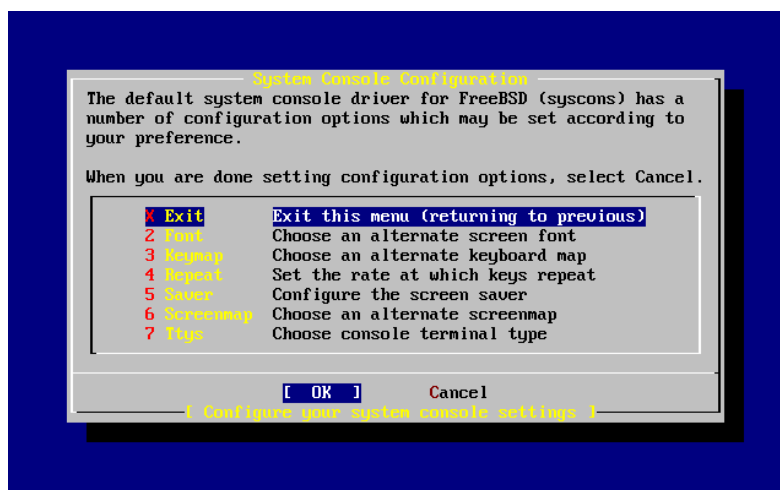 System Console Configuration
The default system console driver for FreeBSD (syscons) has a
number of configuration options which may be set according to
your preference.
When you are done setting configuration options, select Cancel.
X Exit Exit this menu (returning to previous)
2 Font Choose an alternate screen font
3 Keymap Choose an alternate keyboard map
4 Repeat Set the rate at which keys repeat
5 Saver Configure the screen saver
6 Screenmap Choose an alternate screenmap
7 Ttys Choose console terminal type
[ OK ] Cancel
[ Configure your system console settings ]